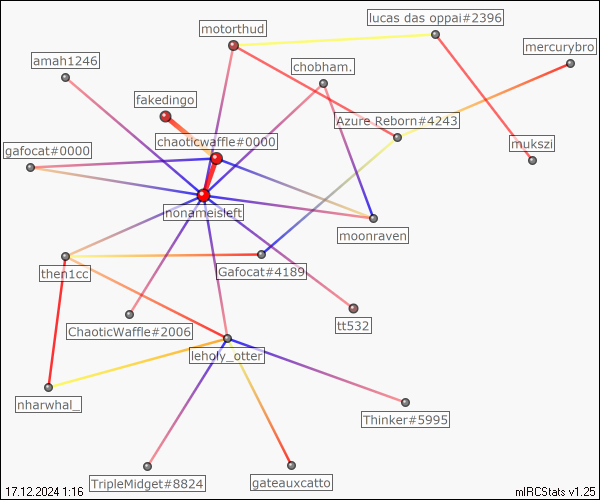 lucas das oppai#2396
motorthud
mercurybro
amah1246
chobham.
fakedingo
Azure Reborn#4243
chaoticwaffle#0000
mukszi
gafocat#0000
nonameisleft
moonraven
then1cc
Gafocat#4189
ChaoticWaffle#2006
tt532
leholy_otter
nharwhal_
Thinker#5995
TripleMidget#8824
gateauxcatto
17.12.2024 1:16
mIRCStats v1.25